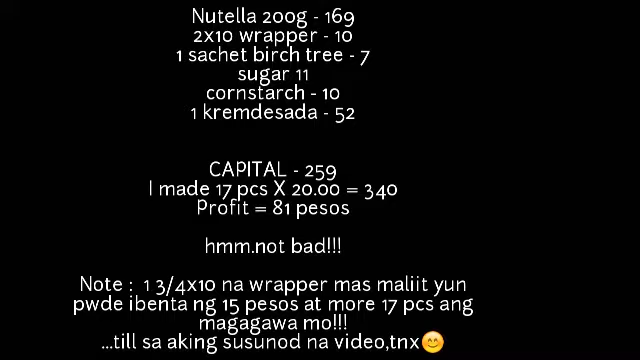 Nutella 200g - 169
2x10 wrapper - 10
1 sachet birch tree - 7
sugar 11
cornstarch - 10
1 kremdesada - 52
CAPITAL - 259
I made 17 pcs X 20.00 = 340
Profit = 81 pesos
hmm.not bad!!!
Note : 1 3/4x10 na wrapper mas maliit yun
pwde ibenta ng 15 pesos at more 17 pcs ang
magagawa mo!!!
...till sa aking susunod na video,tnx😊